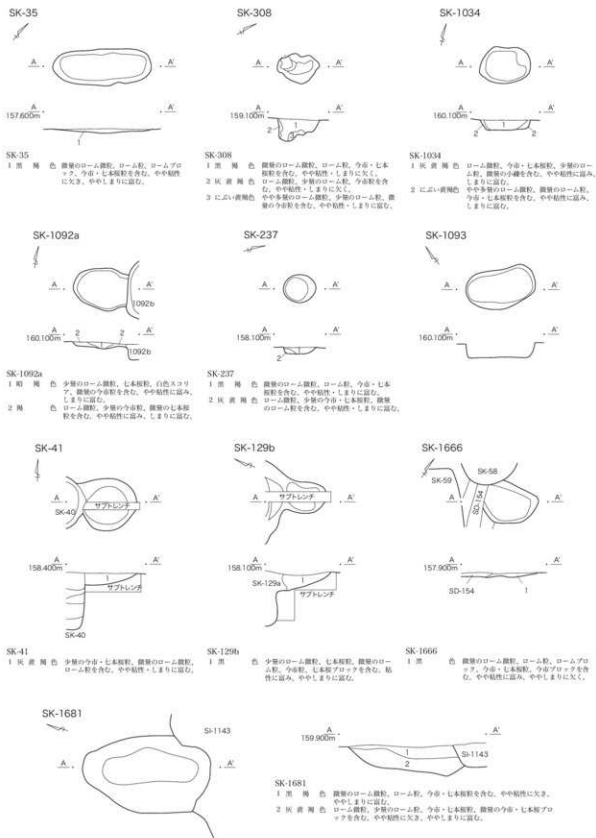 SK-35
A A'
A A'
157.600m
1
SK-35
1 黒褐色 微量のローム微粒、ローム粒、ロームブロ
ック、今市・七本桜粒を含む。やや粘性
に欠き、ややしまりに富む。
SK-308
A A'
A A'
159.100m
2 1
SK-308
1 黒褐色 微量のローム微粒、ローム粒、今市・七本
桜粒を含む。やや粘性・しまりに欠く。
2 灰黄褐色 ローム微粒、少量のローム粒、今市粒を含
む。やや粘性・しまりに欠く。
3 にぶい黄褐色 やや多量のローム微粒、少量のローム粒、微
量の今市粒を含む。やや粘性・しまりに富む。
SK-1034
A A'
A A'
160.100m
1
2 2
SK-1034
1 灰黄褐色 ローム微粒、今市・七本桜粒、少量のロー
ム粒、微量の小礫を含む。やや粘性に富み、
しまりに富む。
2 にぶい黄褐色 やや多量のローム微粒、微量のローム粒、
今市・七本桜粒を含む。やや粘性に富み、
しまりに富む。
SK-1092a
A A'
1092b
A A'
160.100m
2 1 2
1092b
SK-1092a
1 暗褐色 少量のローム微粒、七本桜粒、白色スコリ
ア、微量の今市粒を含む。やや粘性に富み、
しまりに富む。
2 褐色 ローム微粒、少量の今市粒、微量の七本桜
粒を含む。やや粘性に富み、しまりに富む。
SK-237
A A'
A A'
158.100m
1
2
SK-237
1 黒褐色 微量のローム微粒、ローム粒、今市・七本
桜粒を含む。やや粘性・しまりに富む。
2 灰黄褐色 ローム微粒、少量の今市・七本桜粒、微量
のローム粒を含む。やや粘性・しまりに富む。
SK-1093
A A'
A A'
160.100m
SK-41
A A'
SK-40
サブトレンチ
A A'
158.400m
1
サブトレンチ
SK-40
SK-41
1 灰黄褐色 少量の今市・七本桜粒、微量のローム微粒、
ローム粒を含む。やや粘性・しまりに富む。
SK-129b
A A'
サブトレンチ
A A'
158.100m
1
SK-129a
サブトレンチ
SK-129b
1 黒色 少量のローム微粒、七本桜粒、微量のロー
ム粒、今市粒、七本桜ブロックを含む。粘
性に富み、ややしまりに富む。
SK-1666
SK-58
SK-59
A A'
SD-154
A A'
157.900m
SD-154 1
SK-1666
1 黒色 微量のローム微粒、ローム粒、ロームブロ
ック、今市・七本桜粒、今市ブロックを含
む。やや粘性に富み、ややしまりに欠く。
SK-1681
SI-1143
A A'
A A'
159.900m
1
2
SI-1143
SK-1681
1 黒褐色 微量のローム微粒、ローム粒、今市・七本桜粒を含む。やや粘性に欠き、
ややしまりに富む。
2 灰黄褐色 ローム微粒、少量のローム粒、今市・七本桜粒、微量の今市・七本桜ブロ
ックを含む。やや粘性に欠き、ややしまりに富む。